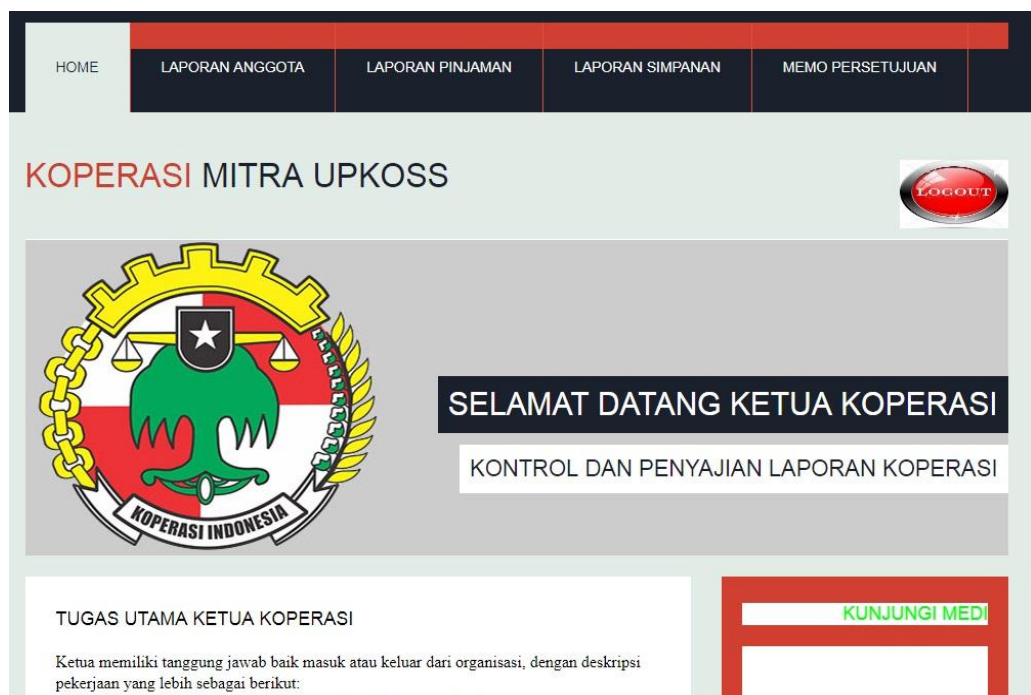 HOME
LAPORAN ANGGOTA
LAPORAN PINJAMAN
LAPORAN SIMPANAN
MEMO PERSETUJUAN
KOPERASI MITRA UPKOSS
LOGOUT
KOPERASI INDONESIA
SELAMAT DATANG KETUA KOPERASI
KONTROL DAN PENYAJIAN LAPORAN KOPERASI
TUGAS UTAMA KETUA KOPERASI
Ketua memiliki tanggung jawab baik masuk atau keluar dari organisasi, dengan deskripsi
pekerjaan yang lebih sebagai berikut:
KUNJUNGI MEDI